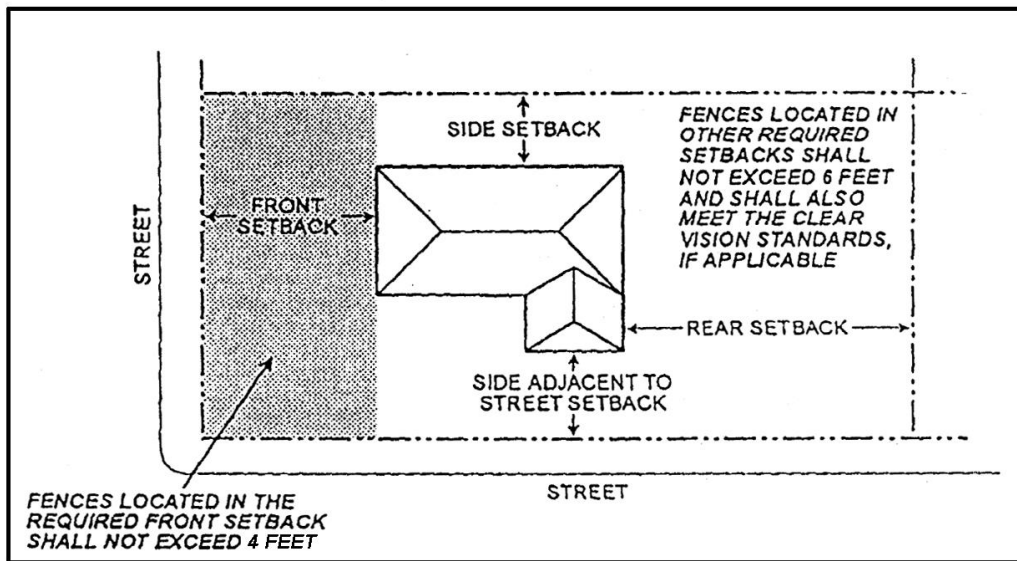 SIDE SETBACK
FENCES LOCATED IN
OTHER REQUIRED
SETBACKS SHALL
NOT EXCEED 6 FEET
AND SHALL ALSO
MEET THE CLEAR
VISION STANDARDS,
IF APPLICABLE
FRONT
SETBACK
STREET
REAR SETBACK
SIDE ADJACENT TO
STREET SETBACK
STREET
FENCES LOCATED IN THE
REQUIRED FRONT SETBACK
SHALL NOT EXCEED 4 FEET